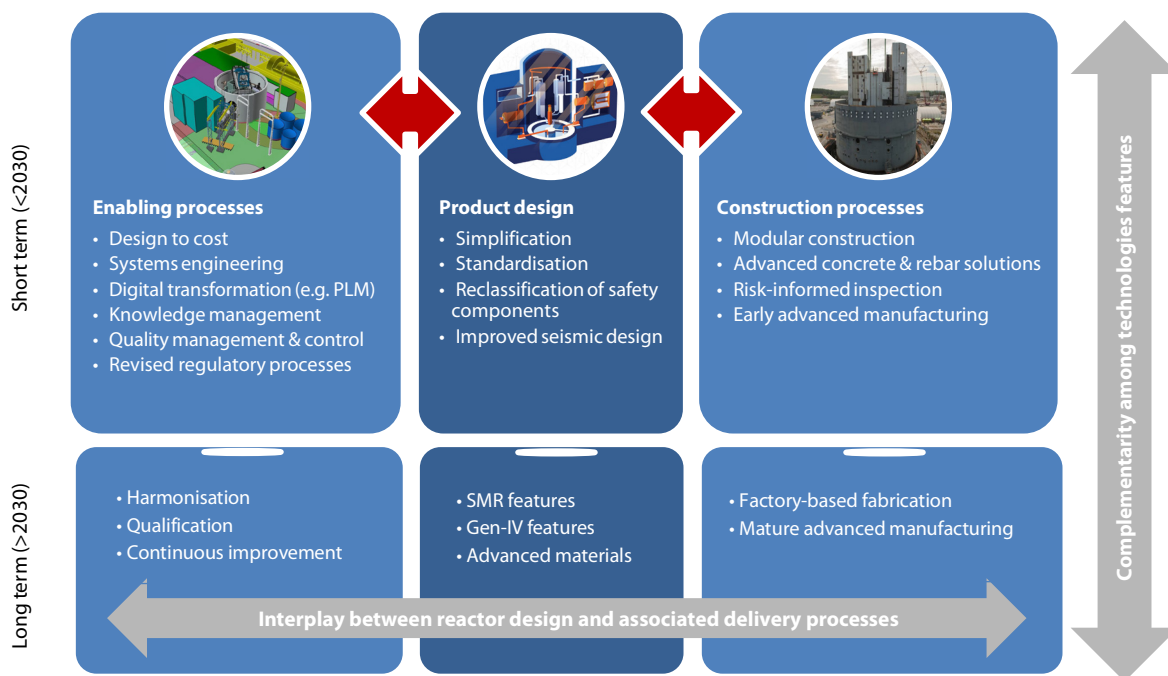 Short term (<2030)
Enabling processes
• Design to cost
• Systems engineering
• Digital transformation (e.g. PLM)
• Knowledge management
• Quality management & control
• Revised regulatory processes
Product design
• Simplification
• Standardisation
• Reclassification of safety
components
• Improved seismic design
Construction processes
• Modular construction
• Advanced concrete & rebar solutions
• Risk-informed inspection
• Early advanced manufacturing
Long term (>2030)
• Harmonisation
• Qualification
• Continuous improvement
• SMR features
• Gen-IV features
• Advanced materials
• Factory-based fabrication
• Mature advanced manufacturing
Interplay between reactor design and associated delivery processes
Complementarity among technologies features